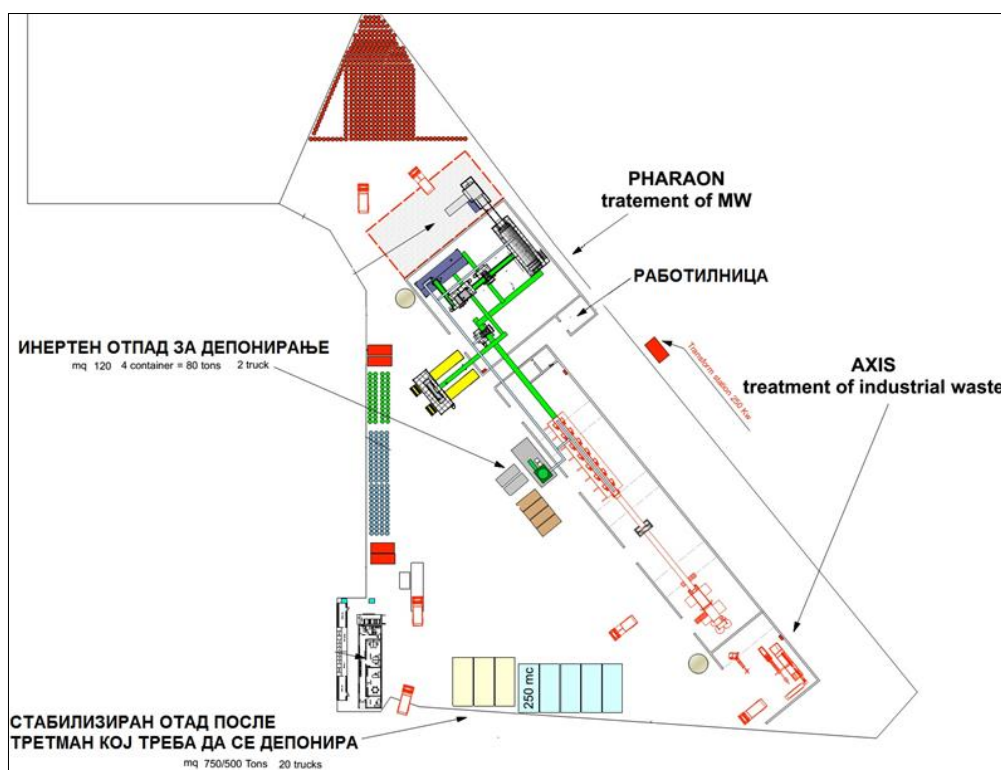 PHARAON
tratement of MW
РАБОТИЛНИЦА
ИНЕРТЕН ОТПАД ЗА ДЕПОНИРАЊЕ
mq 120 4 container = 80 tons 2 truck
Transform station 250 Kw
AXIS
treatment of industrial waste
250 mc
СТАБИЛИЗИРАН ОТАД ПОСЛЕ
ТРЕТМАН КОЈ ТРЕБА ДА СЕ ДЕПОНИРА
mq 750/500 Tons 20 trucks